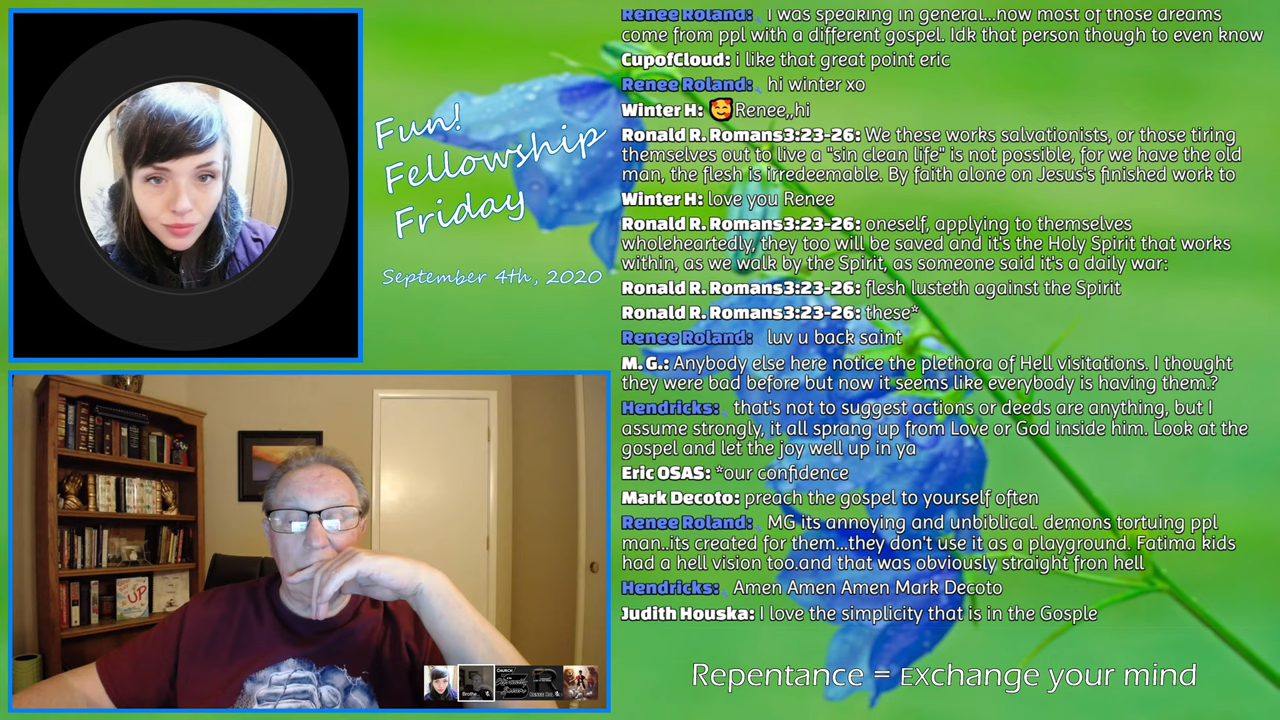 Fun!
Fellowship
Friday
September 4th, 2020
Renee Roland: I was speaking in general...how most of those dreams
come from ppl with a different gospel. Idk that person though to even know
CupofCloud: i like that great point eric
Renee Roland: hi winter xo
Winter H: 🥰Renee,,hi
Ronald R. Romans3:23-26: We these works salvationists, or those tiring
themselves out to live a "sin clean life" is not possible, for we have the old
man, the flesh is irredeemable. By faith alone on Jesus's finished work to
Winter H: love you Renee
Ronald R. Romans3:23-26: oneself, applying to themselves
wholeheartedly, they too will be saved and it's the Holy Spirit that works
within, as we walk by the Spirit, as someone said it's a daily war:
Ronald R. Romans3:23-26: flesh lusteth against the Spirit
Ronald R. Romans3:23-26: these*
Renee Roland: luv u back saint
M. G.: Anybody else here notice the plethora of Hell visitations. I thought
they were bad before but now it seems like everybody is having them.?
Hendricks: that's not to suggest actions or deeds are anything, but I
assume strongly, it all sprang up from Love or God inside him. Look at the
gospel and let the joy well up in ya
Eric OSAS: *our confidence
Mark Decoto: preach the gospel to yourself often
Renee Roland: MG its annoying and unbiblical. demons tortuing ppl
man..its created for them...they don't use it as a playground. Fatima kids
had a hell vision too.and that was obviously straight fron hell
Hendricks: Amen Amen Amen Mark Decoto
Judith Houska: I love the simplicity that is in the Gosple
Repentance = Exchange your mind
UP
Brothe...
CHURCH